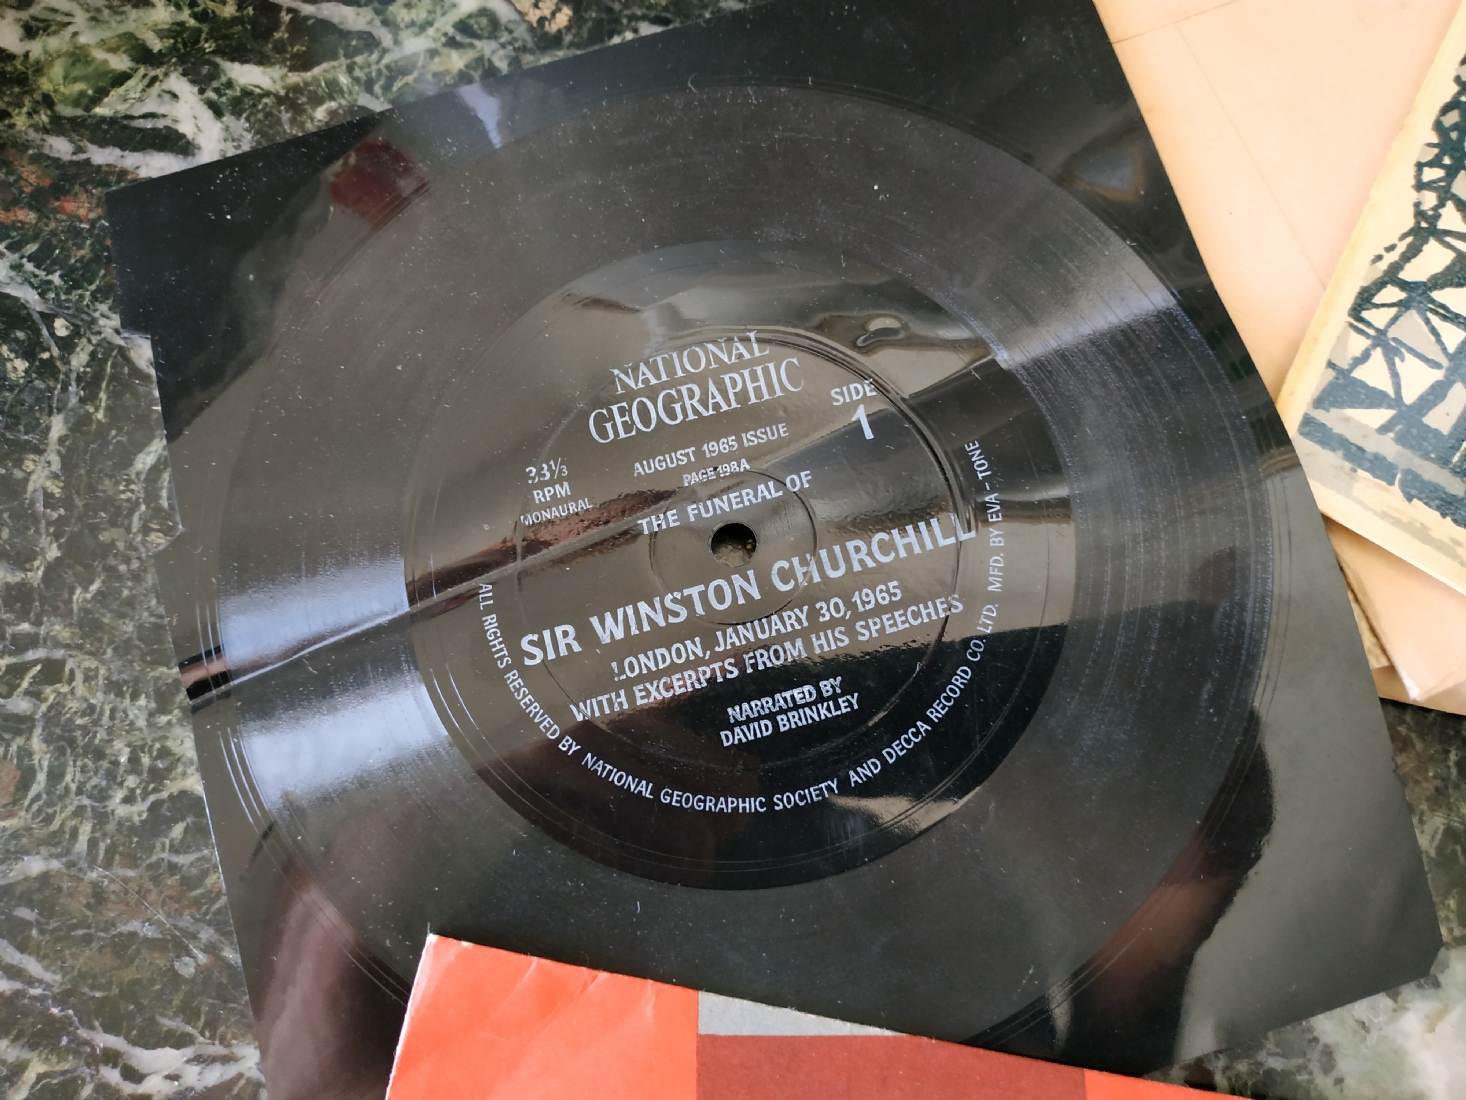 NATIONAL
GEOGRAPHIC
SIDE
1
AUGUST 1965 ISSUE
PAGE 198A
33⅓
RPM
MONAURAL
THE FUNERAL OF
SIR WINSTON CHURCHILL
LONDON, JANUARY 30, 1965
WITH EXCERPTS FROM HIS SPEECHES
NARRATED BY
DAVID BRINKLEY
ALL RIGHTS RESERVED BY NATIONAL GEOGRAPHIC SOCIETY AND DECCA RECORD CO. LTD. MFD. BY EVA-TONE